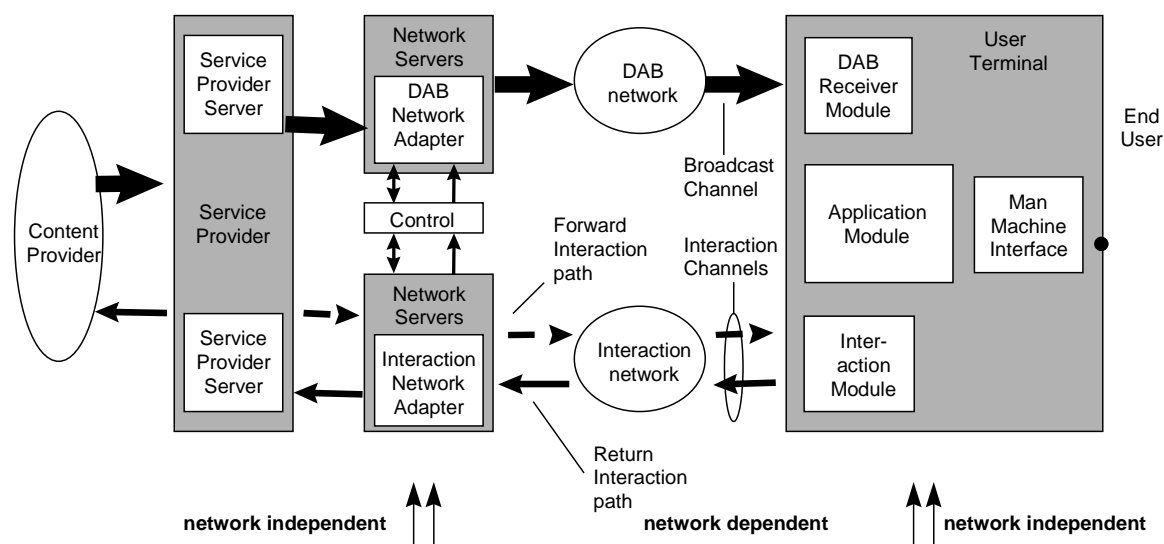 Service
Provider
Server
Network
Servers
DAB
Network
Adapter
DAB
network
User
Terminal
DAB
Receiver
Module
End
User
Broadcast
Channel
Content
Provider
Service
Provider
Control
Forward
Interaction
path
Interaction
Channels
Application
Module
Man
Machine
Interface
Network
Servers
Service
Provider
Server
Interaction
Network
Adapter
Interaction
network
Inter-
action
Module
Return
Interaction
path
network independent
network dependent
network independent